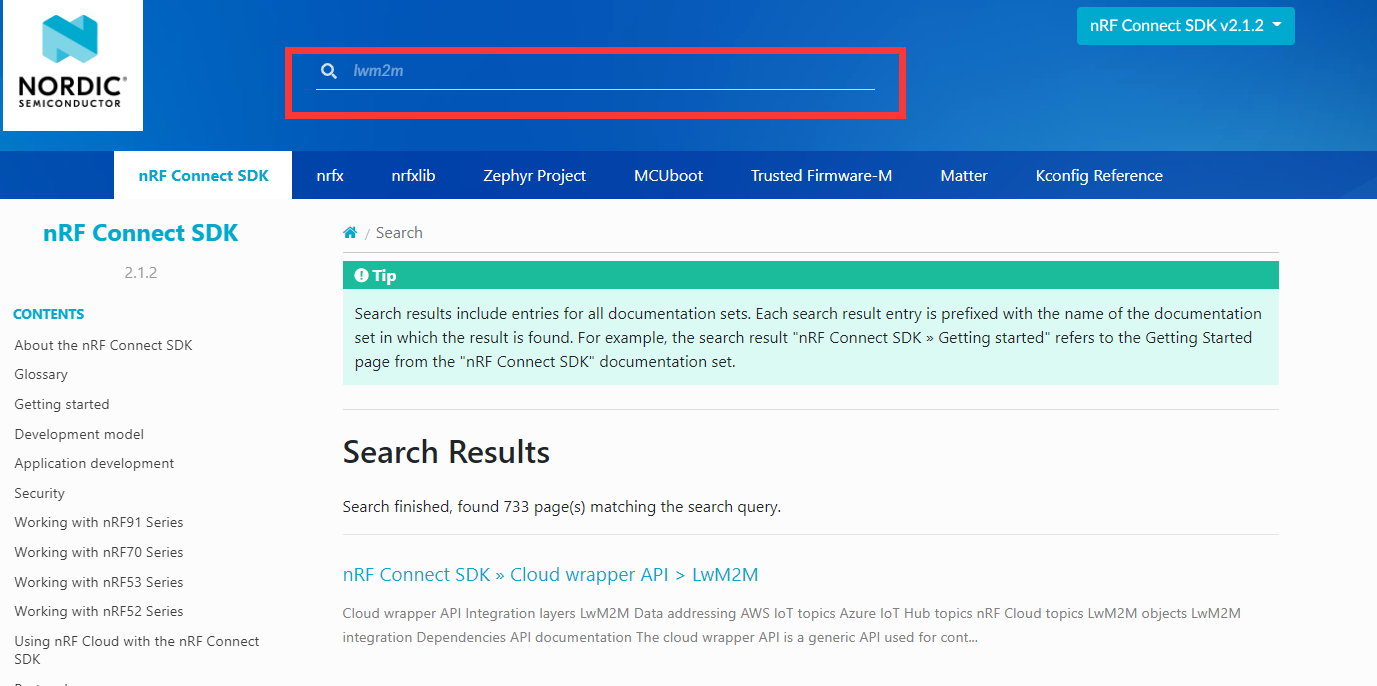 NORDIC®
SEMICONDUCTOR
lwm2m
nRF Connect SDK v2.1.2
nRF Connect SDK
nrfx
nrfxlib
Zephyr Project
MCUboot
Trusted Firmware-M
Matter
Kconfig Reference
nRF Connect SDK
2.1.2
CONTENTS
About the nRF Connect SDK
Glossary
Getting started
Development model
Application development
Security
Working with nRF91 Series
Working with nRF70 Series
Working with nRF53 Series
Working with nRF52 Series
Using nRF Cloud with the nRF Connect
SDK
/ Search
Tip
Search results include entries for all documentation sets. Each search result entry is prefixed with the name of the documentation
set in which the result is found. For example, the search result "nRF Connect SDK » Getting started" refers to the Getting Started
page from the "nRF Connect SDK" documentation set.
Search Results
Search finished, found 733 page(s) matching the search query.
nRF Connect SDK » Cloud wrapper API > LwM2M
Cloud wrapper API Integration layers LwM2M Data addressing AWS IoT topics Azure IoT Hub topics nRF Cloud topics LwM2M objects LwM2M
integration Dependencies API documentation The cloud wrapper API is a generic API used for cont...